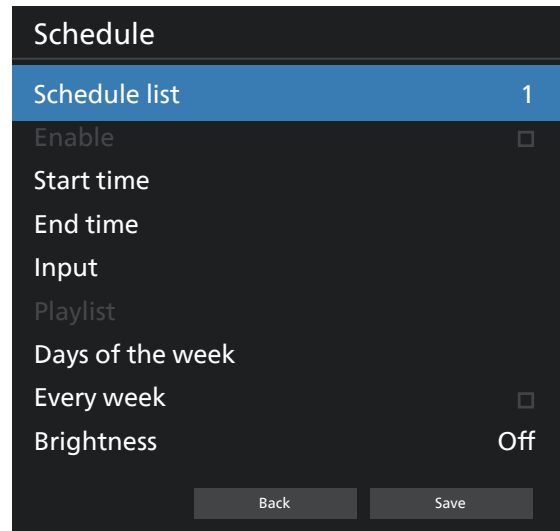 Schedule
Schedule list 1
Enable
Start time
End time
Input
Playlist
Days of the week
Every week
Brightness Off
Back Save